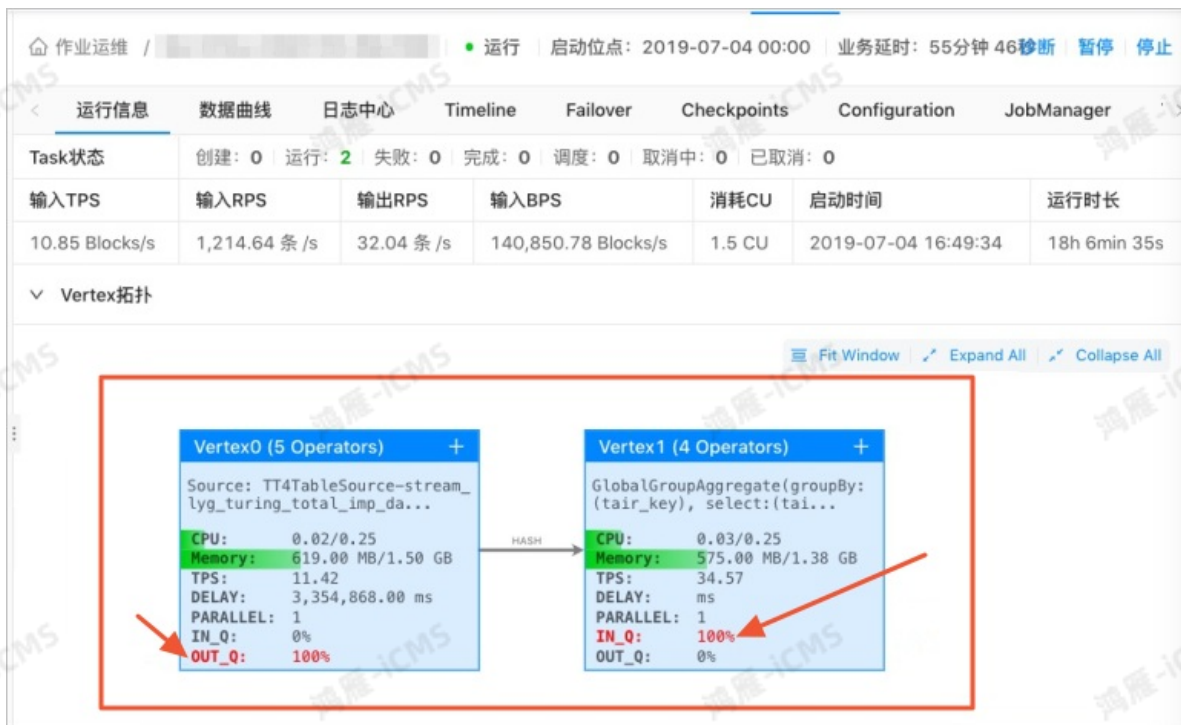 作业运维 / 运行 启动位点：2019-07-04 00:00 业务延时：55分钟 46 诊断 暂停 停止
运行信息 数据曲线 日志中心 Timeline Failover Checkpoints Configuration JobManager
Task状态 创建：0 运行：2 失败：0 完成：0 调度：0 取消中：0 已取消：0
输入TPS 输入RPS 输出RPS 输入BPS 消耗CU 启动时间 运行时长
10.85 Blocks/s 1,214.64 条 /s 32.04 条 /s 140,850.78 Blocks/s 1.5 CU 2019-07-04 16:49:34 18h 6min 35s
Vertex拓扑
Fit Window Expand All Collapse All
Vertex0 (5 Operators) +
Source: TT4TableSource-stream_
lyg_turing_total_imp_da...
CPU: 0.02/0.25
Memory: 619.00 MB/1.50 GB
TPS: 11.42
DELAY: 3,354,868.00 ms
PARALLEL: 1
IN_Q: 0%
OUT_Q: 100%
HASH
Vertex1 (4 Operators) +
GlobalGroupAggregate(groupBy:
(tair_key), select:(tai...
CPU: 0.03/0.25
Memory: 575.00 MB/1.38 GB
TPS: 34.57
DELAY: ms
PARALLEL: 1
IN_Q: 100%
OUT_Q: 0%
鸿雁-iCMS